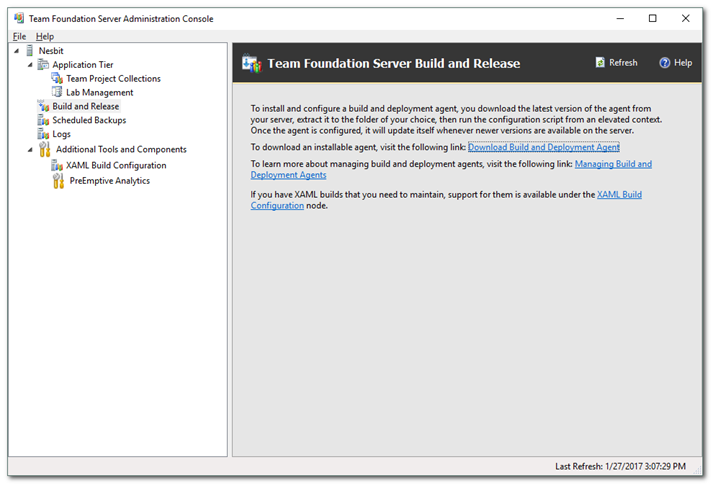 Team Foundation Server Administration Console
File Help
Nesbit
Application Tier
Team Project Collections
Lab Management
Build and Release
Scheduled Backups
Logs
Additional Tools and Components
XAML Build Configuration
PreEmptive Analytics
Team Foundation Server Build and Release
Refresh
Help
To install and configure a build and deployment agent, you download the latest version of the agent from
your server, extract it to the folder of your choice, then run the configuration script from an elevated context.
Once the agent is configured, it will update itself whenever newer versions are available on the server.
To download an installable agent, visit the following link: Download Build and Deployment Agent
To learn more about managing build and deployment agents, visit the following link: Managing Build and
Deployment Agents
If you have XAML builds that you need to maintain, support for them is available under the XAML Build
Configuration node.
Last Refresh: 1/27/2017 3:07:29 PM